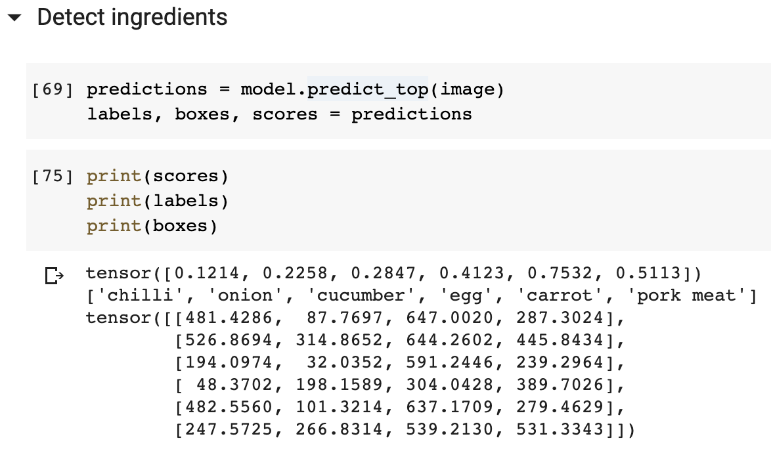 Detect ingredients
[69] predictions = model.predict_top(image)
labels, boxes, scores = predictions
[75] print(scores)
print(labels)
print(boxes)
tensor([0.1214, 0.2258, 0.2847, 0.4123, 0.7532, 0.5113])
['chilli', 'onion', 'cucumber', 'egg', 'carrot', 'pork meat']
tensor([[481.4286,  87.7697, 647.0020, 287.3024],
[526.8694, 314.8652, 644.2602, 445.8434],
[194.0974,  32.0352, 591.2446, 239.2964],
[ 48.3702, 198.1589, 304.0428, 389.7026],
[482.5560, 101.3214, 637.1709, 279.4629],
[247.5725, 266.8314, 539.2130, 531.3343]])